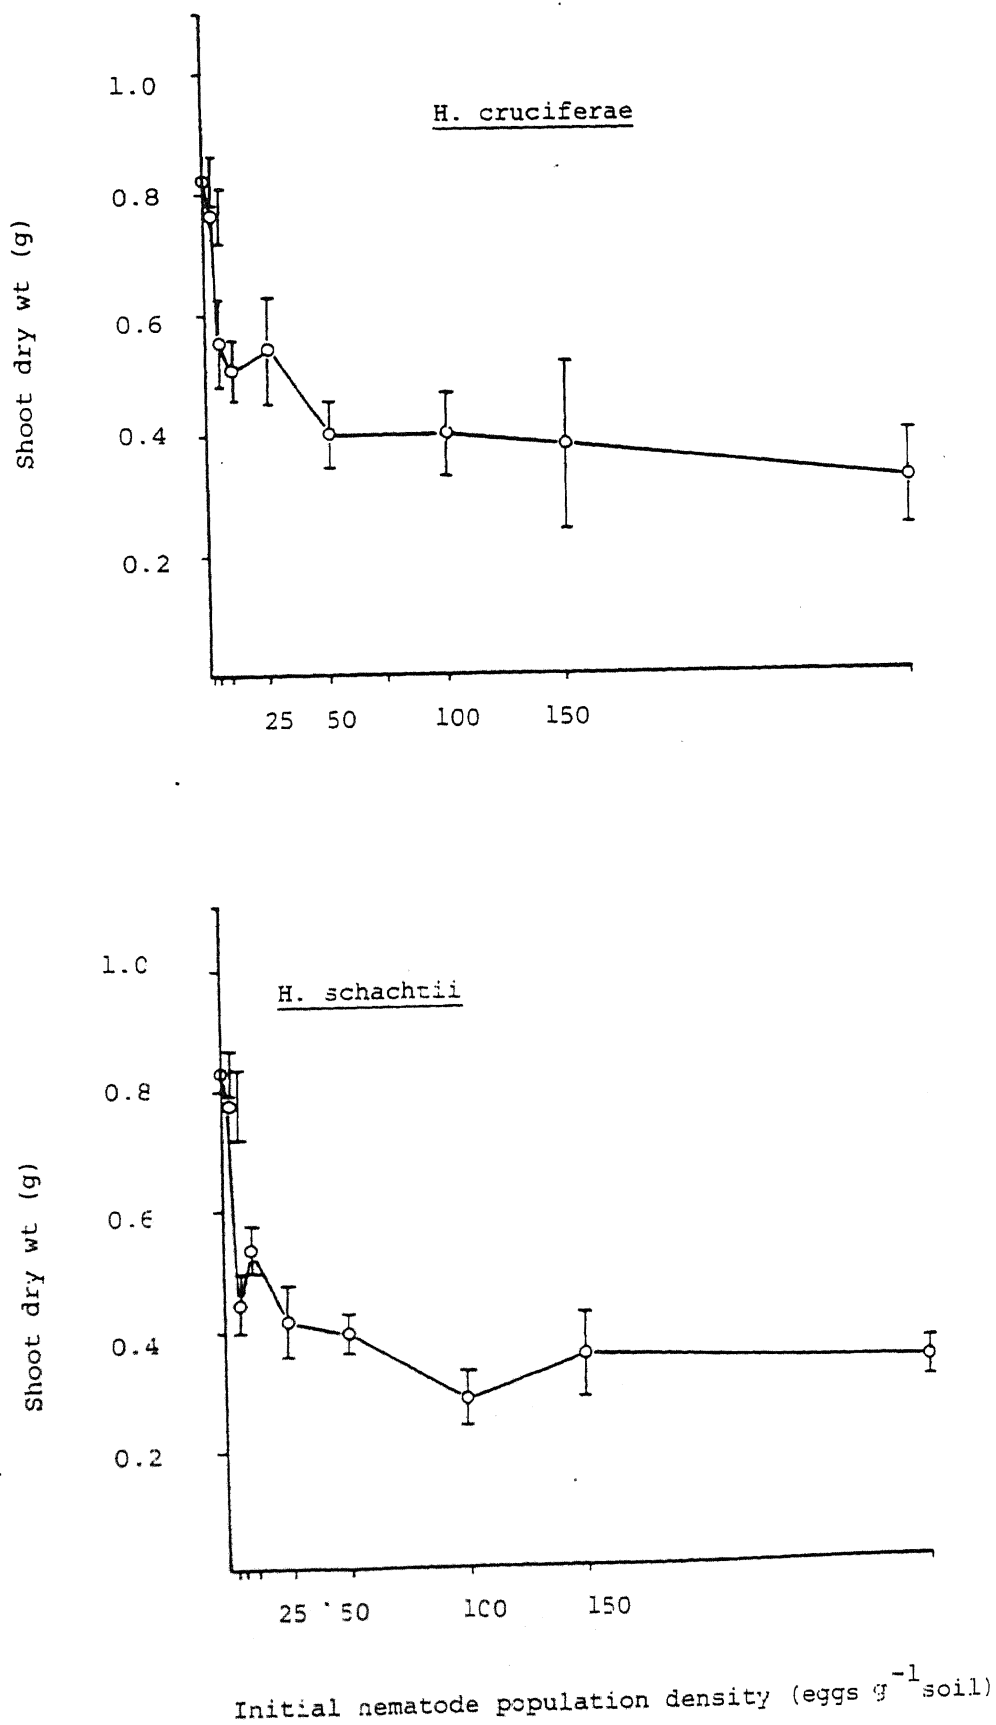 H. cruciferae
Shoot dry wt (g)
1.0
0.8
0.6
0.4
0.2
25 50 100 150
H. schachtii
Shoot dry wt (g)
1.0
0.8
0.6
0.4
0.2
25 50 100 150
Initial nematode population density (eggs g⁻¹ soil)